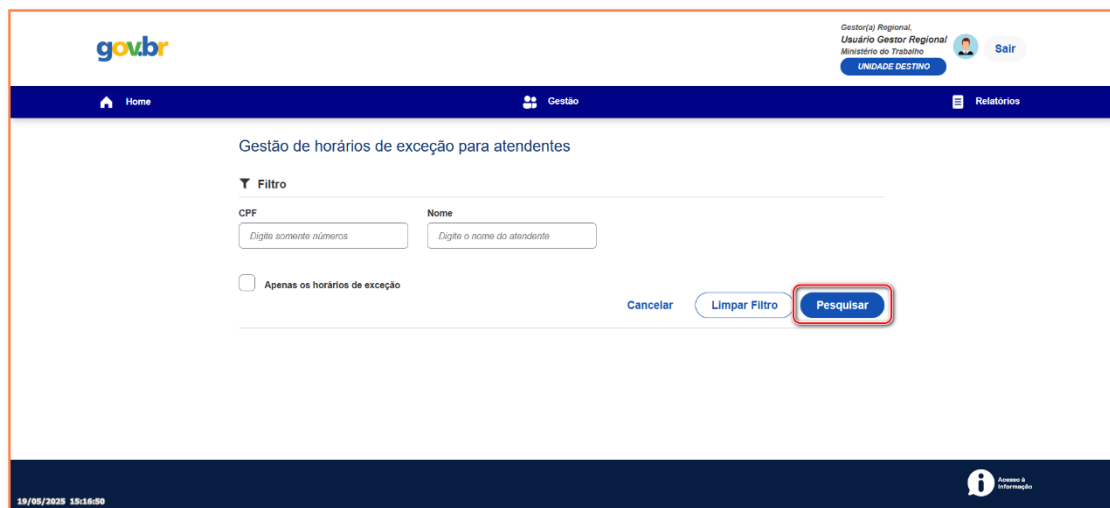 gov.br
Gestor(a) Regional,
Usuário Gestor Regional
Ministério do Trabalho
UNIDADE DESTINO
Sair
Home
Gestão
Relatórios
Gestão de horários de exceção para atendentes
Filtro
CPF
Nome
Digite somente números
Digite o nome do atendente
Apenas os horários de exceção
Cancelar
Limpar Filtro
Pesquisar
Acesso à
Informação
19/05/2025 15:16:50